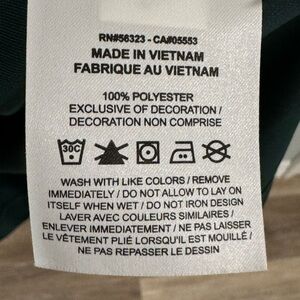 RN#56323 - CA#05553
MADE IN VIETNAM
FABRIQUE AU VIETNAM
100% POLYESTER
EXCLUSIVE OF DECORATION /
DECORATION NON COMPRISE
30C
WASH WITH LIKE COLORS / REMOVE
IMMEDIATELY / DO NOT ALLOW TO LAY ON
ITSELF WHEN WET / DO NOT IRON DESIGN
LAVER AVEC COULEURS SIMILAIRES /
ENLEVER IMMEDIATEMENT / NE PAS LAISSER
LE VÊTEMENT PLIÉ LORSQU'IL EST MOUILLÉ /
NE PAS REPASSER LE DESSIN